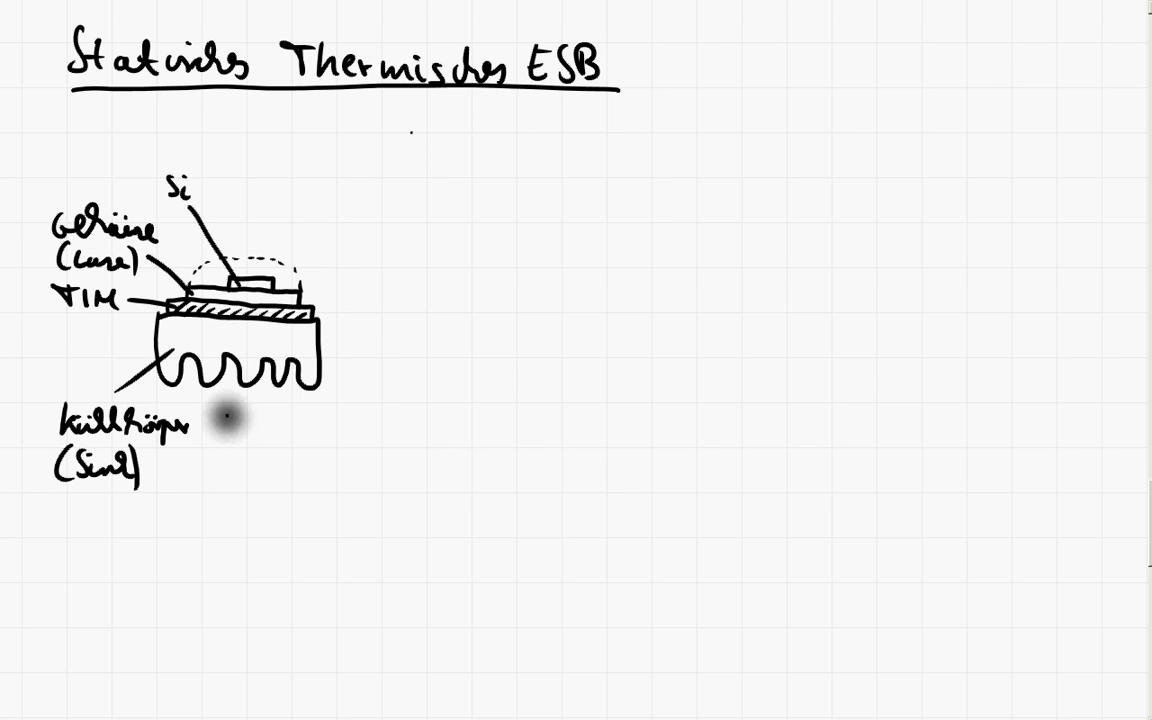 Statisches Thermisches ESB
Si
Gehäuse
(Case)
TIM
Kühlkörper
(Sink)